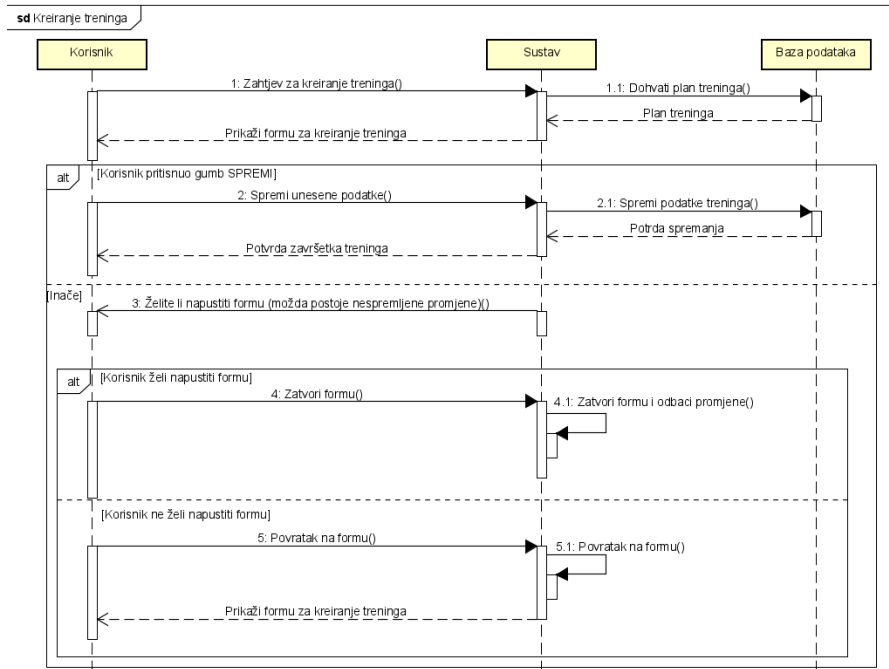 sd Kreiranje treninga
Korisnik
Sustav
Baza podataka
1: Zahtjev za kreiranje treninga()
1.1: Dohvati plan treninga()
Plan treninga
Prikaži formu za kreiranje treninga
alt
[Korisnik pritisnuo gumb SPREMI]
2: Spremi unesene podatke()
2.1: Spremi podatke treninga()
Potrda spremanja
Potvrda završetka treninga
[Inače]
3: Želite li napustiti formu (možda postoje nespremljene promjene)()
alt
[Korisnik želi napustiti formu]
4: Zatvori formu()
4.1: Zatvori formu i odbaci promjene()
[Korisnik ne želi napustiti formu]
5: Povratak na formu()
5.1: Povratak na formu()
Prikaži formu za kreiranje treninga